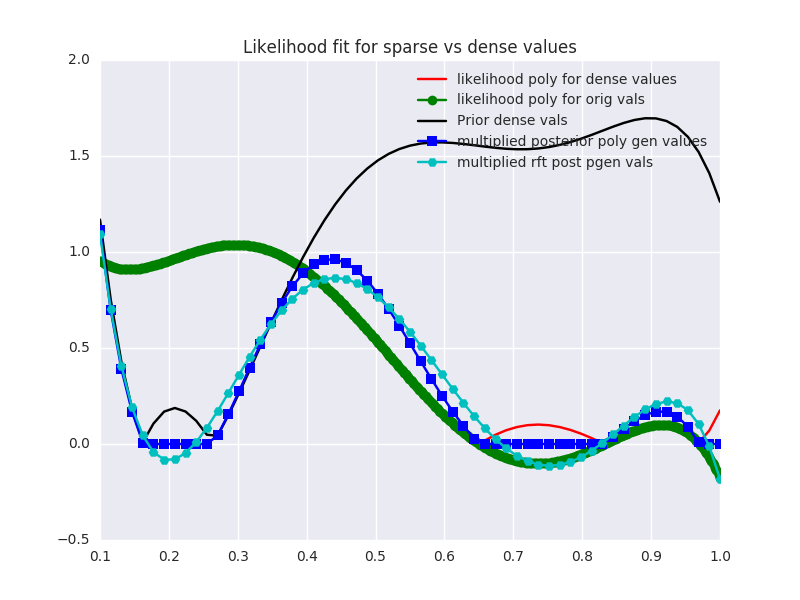 Likelihood fit for sparse vs dense values
2.0
1.5
1.0
0.5
0.0
−0.5
likelihood poly for dense values
likelihood poly for orig vals
Prior dense vals
multiplied posterior poly gen values
multiplied rft post pgen vals
0.1 0.2 0.3 0.4 0.5 0.6 0.7 0.8 0.9 1.0